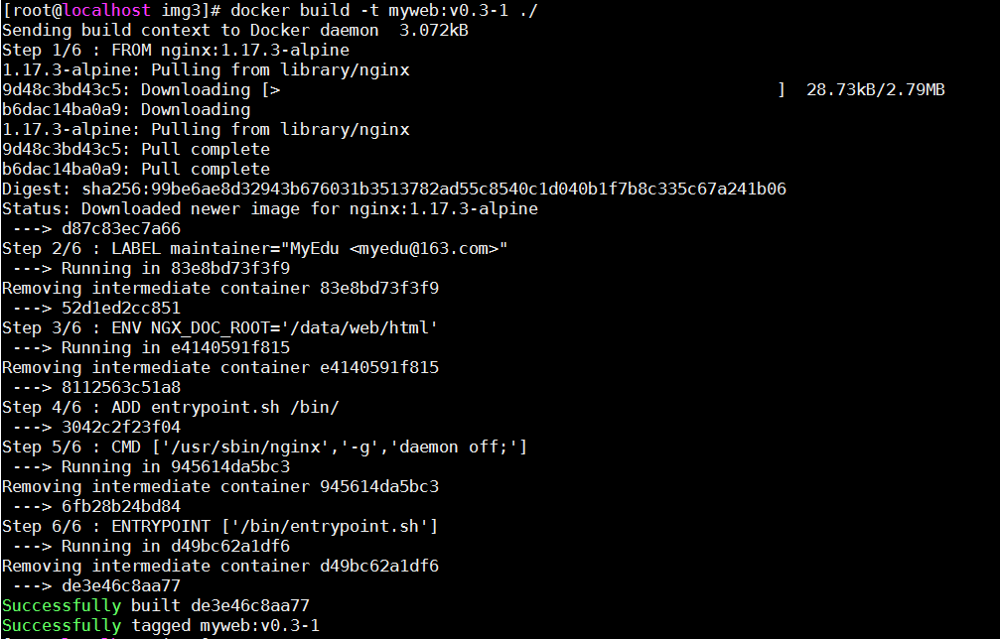 [root@localhost img3]# docker build -t myweb:v0.3-1 ./
Sending build context to Docker daemon  3.072kB
Step 1/6 : FROM nginx:1.17.3-alpine
1.17.3-alpine: Pulling from library/nginx
9d48c3bd43c5: Downloading [>                                                  ]  28.73kB/2.79MB
b6dac14ba0a9: Downloading
1.17.3-alpine: Pulling from library/nginx
9d48c3bd43c5: Pull complete
b6dac14ba0a9: Pull complete
Digest: sha256:99be6ae8d32943b676031b3513782ad55c8540c1d040b1f7b8c335c67a241b06
Status: Downloaded newer image for nginx:1.17.3-alpine
 ---> d87c83ec7a66
Step 2/6 : LABEL maintainer="MyEdu <myedu@163.com>"
 ---> Running in 83e8bd73f3f9
Removing intermediate container 83e8bd73f3f9
 ---> 52d1ed2cc851
Step 3/6 : ENV NGX_DOC_ROOT='/data/web/html'
 ---> Running in e4140591f815
Removing intermediate container e4140591f815
 ---> 8112563c51a8
Step 4/6 : ADD entrypoint.sh /bin/
 ---> 3042c2f23f04
Step 5/6 : CMD ['/usr/sbin/nginx','-g','daemon off;']
 ---> Running in 945614da5bc3
Removing intermediate container 945614da5bc3
 ---> 6fb28b24bd84
Step 6/6 : ENTRYPOINT ['/bin/entrypoint.sh']
 ---> Running in d49bc62a1df6
Removing intermediate container d49bc62a1df6
 ---> de3e46c8aa77
Successfully built de3e46c8aa77
Successfully tagged myweb:v0.3-1